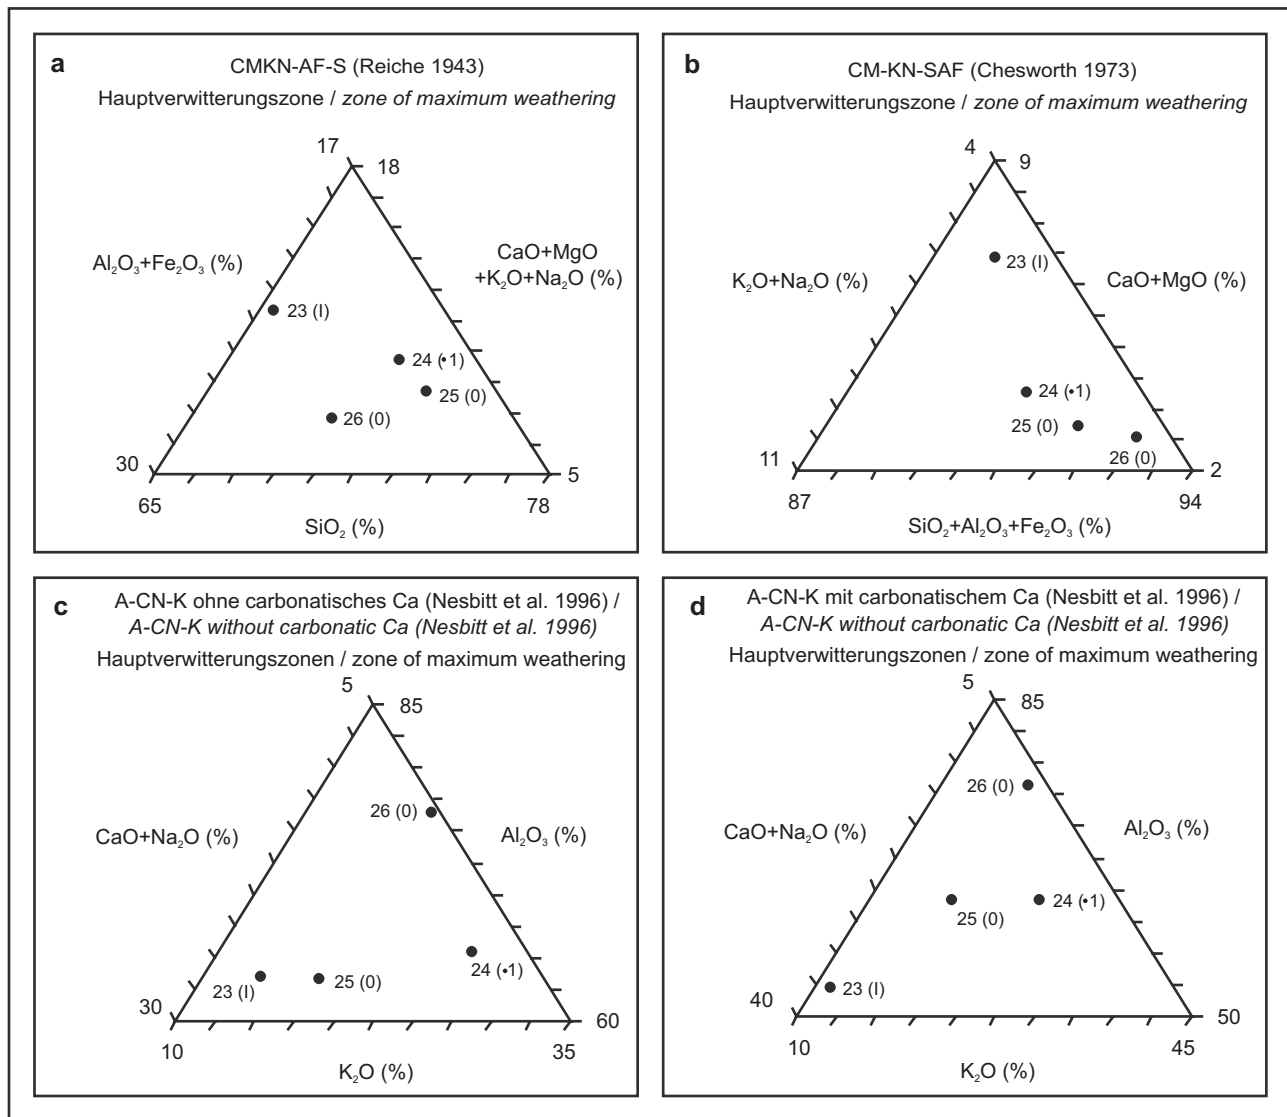 a
CMKN-AF-S (Reiche 1943)
Hauptverwitterungszone / zone of maximum weathering
17
18
Al₂O₃+Fe₂O₃ (%)
CaO+MgO
+K₂O+Na₂O (%)
23 (I)
24 (•1)
25 (0)
26 (0)
30
5
65
78
SiO₂ (%)
b
CM-KN-SAF (Chesworth 1973)
Hauptverwitterungszone / zone of maximum weathering
4
9
23 (I)
K₂O+Na₂O (%)
CaO+MgO (%)
24 (•1)
25 (0)
26 (0)
11
2
87
94
SiO₂+Al₂O₃+Fe₂O₃ (%)
c
A-CN-K ohne carbonatisches Ca (Nesbitt et al. 1996) /
A-CN-K without carbonatic Ca (Nesbitt et al. 1996)
Hauptverwitterungszonen / zone of maximum weathering
5
85
26 (0)
CaO+Na₂O (%)
Al₂O₃ (%)
24 (•1)
25 (0)
23 (I)
30
60
10
35
K₂O (%)
d
A-CN-K mit carbonatischem Ca (Nesbitt et al. 1996) /
A-CN-K without carbonatic Ca (Nesbitt et al. 1996)
Hauptverwitterungszonen / zone of maximum weathering
5
85
26 (0)
CaO+Na₂O (%)
Al₂O₃ (%)
24 (•1)
25 (0)
23 (I)
40
50
10
45
K₂O (%)